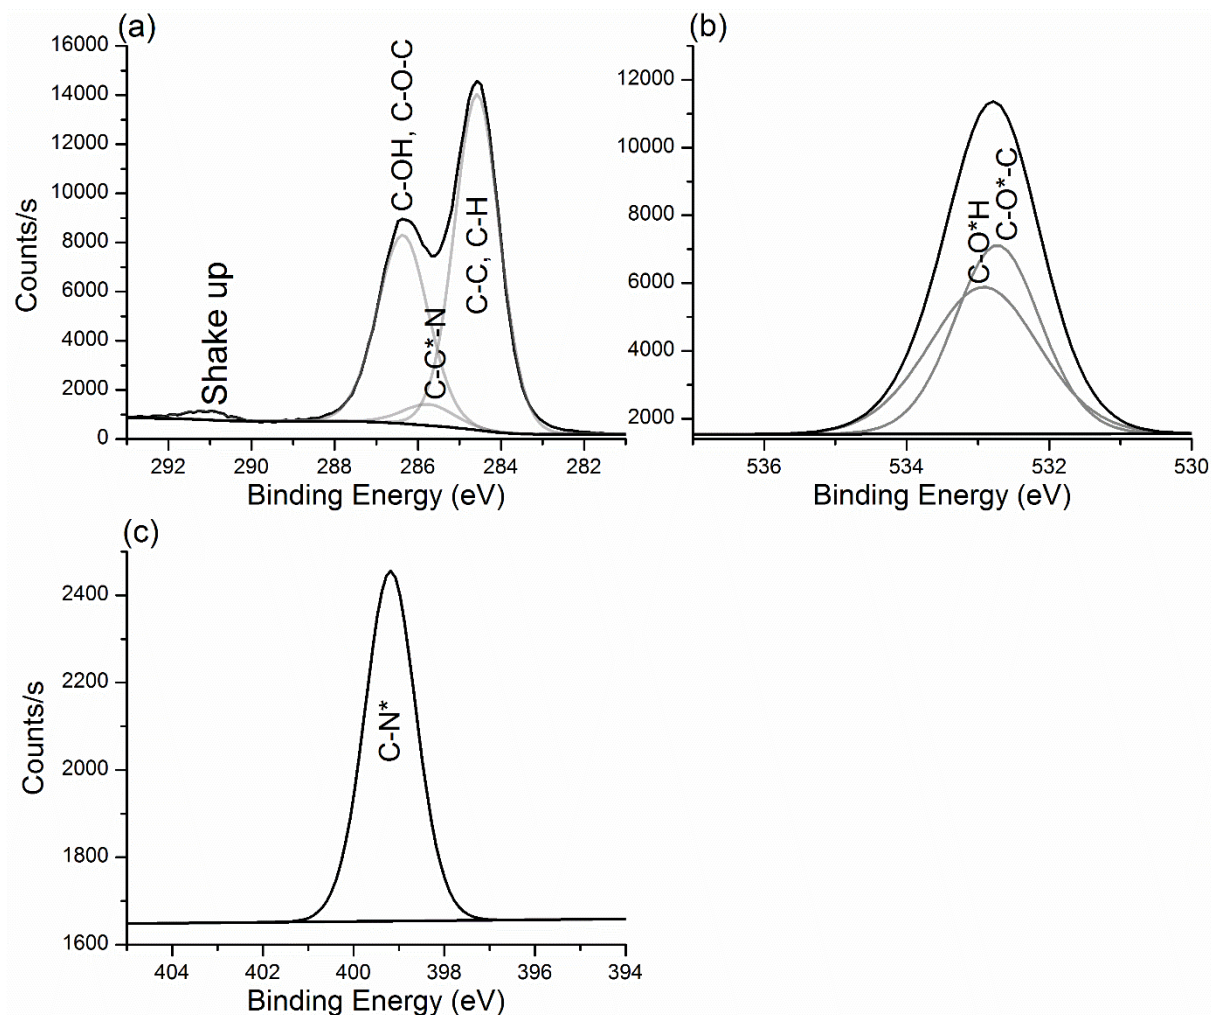 (a)
16000
14000
12000
10000
8000
6000
4000
2000
0
Counts/s
Shake up
C-OH, C-O-C
C-C*-N
C-C, C-H
292 290 288 286 284 282
Binding Energy (eV)
(b)
12000
10000
8000
6000
4000
2000
C-O*H
C-O*-C
536 534 532 530
Binding Energy (eV)
(c)
2400
2200
2000
1800
1600
Counts/s
C-N*
404 402 400 398 396 394
Binding Energy (eV)